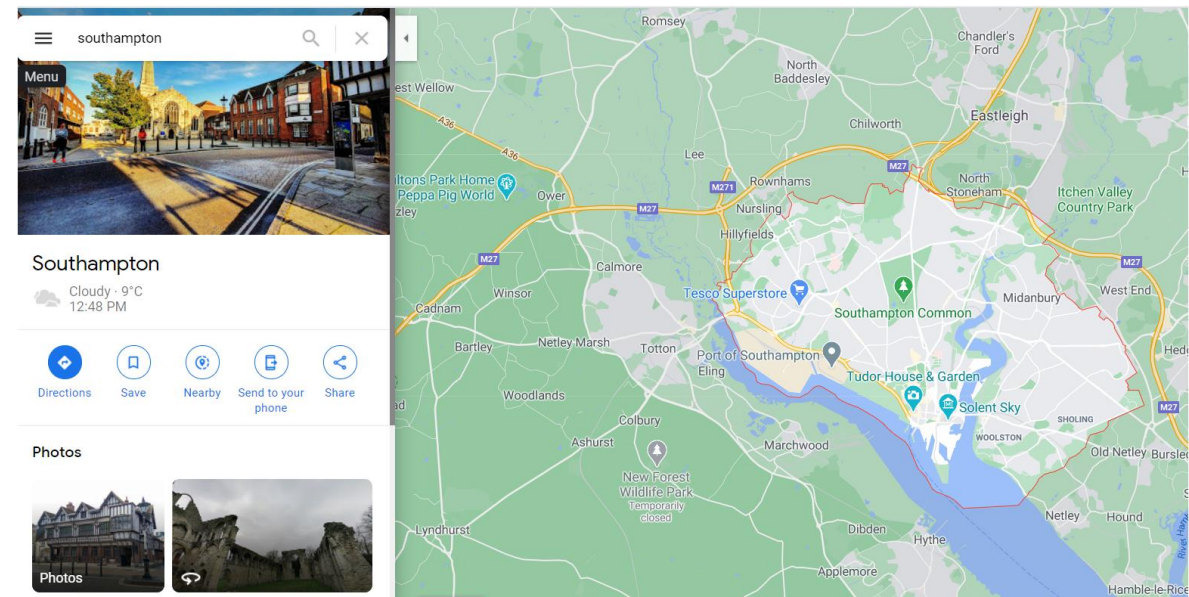 southampton
Menu
Southampton
Cloudy · 9°C
12:48 PM
Directions
Save
Nearby
Send to your
phone
Share
Photos
Photos
Romsey
Chandler's
Ford
North
Baddesley
est Wellow
A36
Chilworth
Eastleigh
A36
Lee
M27
ltons Park Home
Peppa Pig World
zley
Ower
M271
Rownhams
North
Stoneham
Itchen Valley
Country Park
M27
Nursling
Hillyfields
M27
Calmore
M27
Winsor
Tesco Superstore
Midanbury
West End
Cadnam
Southampton Common
Bartley
Netley Marsh
Totton
Port of Southampton
Hed
Eling
Tudor House & Garden
Woodlands
ad
Solent Sky
M27
Colbury
SHOLING
Ashurst
Marchwood
WOOLSTON
Old Netley
Bursled
New Forest
Wildlife Park
Temporarily
closed
Lyndhurst
Dibden
Hythe
Netley
Hound
River Ham
Applemore
Hamble-le-Rice